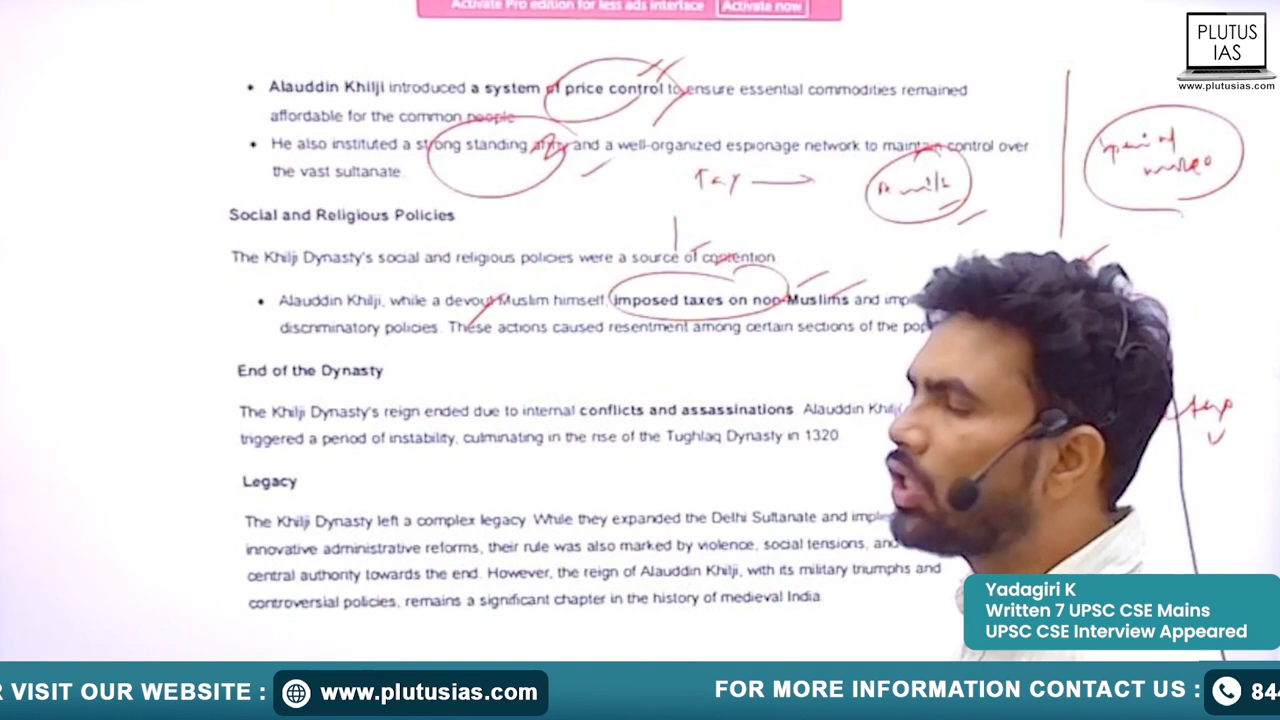 Activate Pro edition for less ads interface Activate now
PLUTUS
IAS
www.plutusias.com
• Alauddin Khilji introduced a system of price control to ensure essential commodities remained
affordable for the common people
• He also instituted a strong standing army and a well-organized espionage network to maintain control over
the vast sultanate.
Tax
Social and Religious Policies
The Khilji Dynasty's social and religious policies were a source of contention
• Alauddin Khilji, while a devout Muslim himself, imposed taxes on non-Muslims and imp
discriminatory policies. These actions caused resentment among certain sections of the pop
End of the Dynasty
The Khilji Dynasty's reign ended due to internal conflicts and assassinations. Alauddin Khilji
triggered a period of instability, culminating in the rise of the Tughlaq Dynasty in 1320
Legacy
The Khilji Dynasty left a complex legacy. While they expanded the Delhi Sultanate and imple
innovative administrative reforms, their rule was also marked by violence, social tensions, and
central authority towards the end. However, the reign of Alauddin Khilji, with its military triumphs and
controversial policies, remains a significant chapter in the history of medieval India.
Yadagiri K
Written 7 UPSC CSE Mains
UPSC CSE Interview Appeared
R VISIT OUR WEBSITE : www.plutusias.com FOR MORE INFORMATION CONTACT US : 844